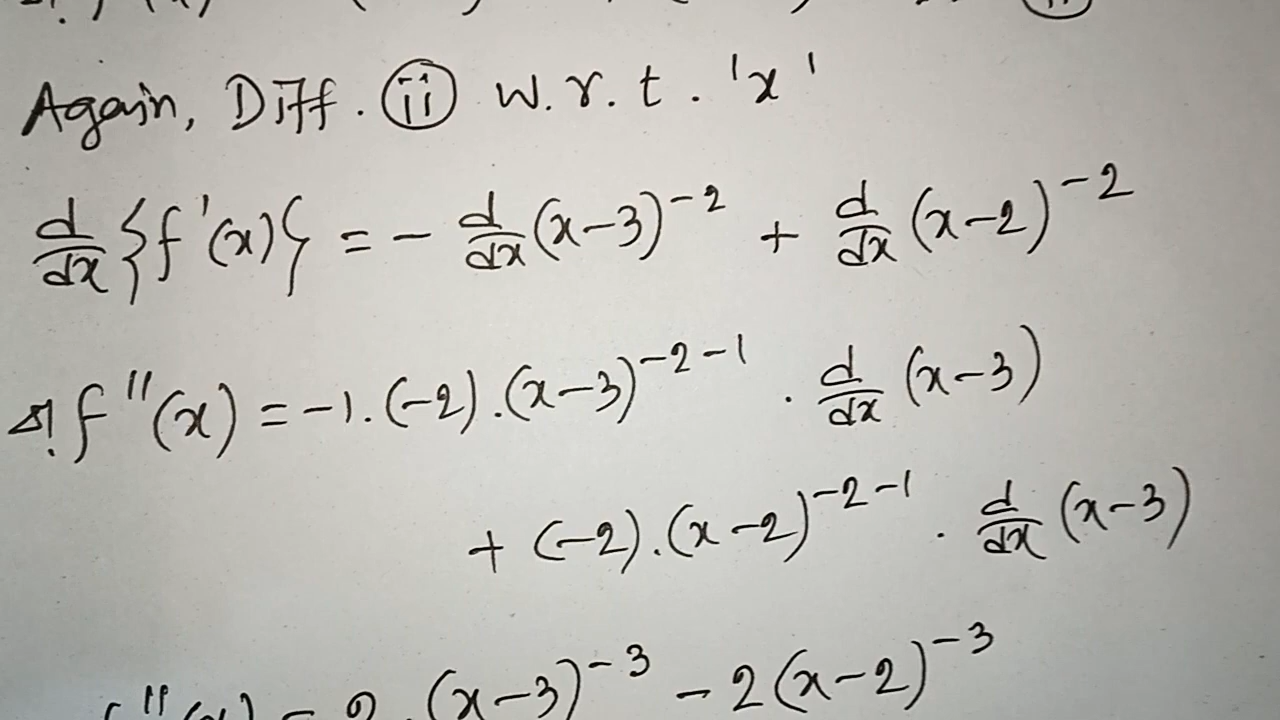 Again, Diff. (ii) w.r.t. 'x'
d/dx {f'(x)} = - d/dx (x-3)^{-2} + d/dx (x-2)^{-2}
বা, f''(x) = -1.(-2).(x-3)^{-2-1} . d/dx (x-3)
+ (-2).(x-2)^{-2-1} . d/dx (x-3)
f''(x) = 2.(x-3)^{-3} - 2(x-2)^{-3}